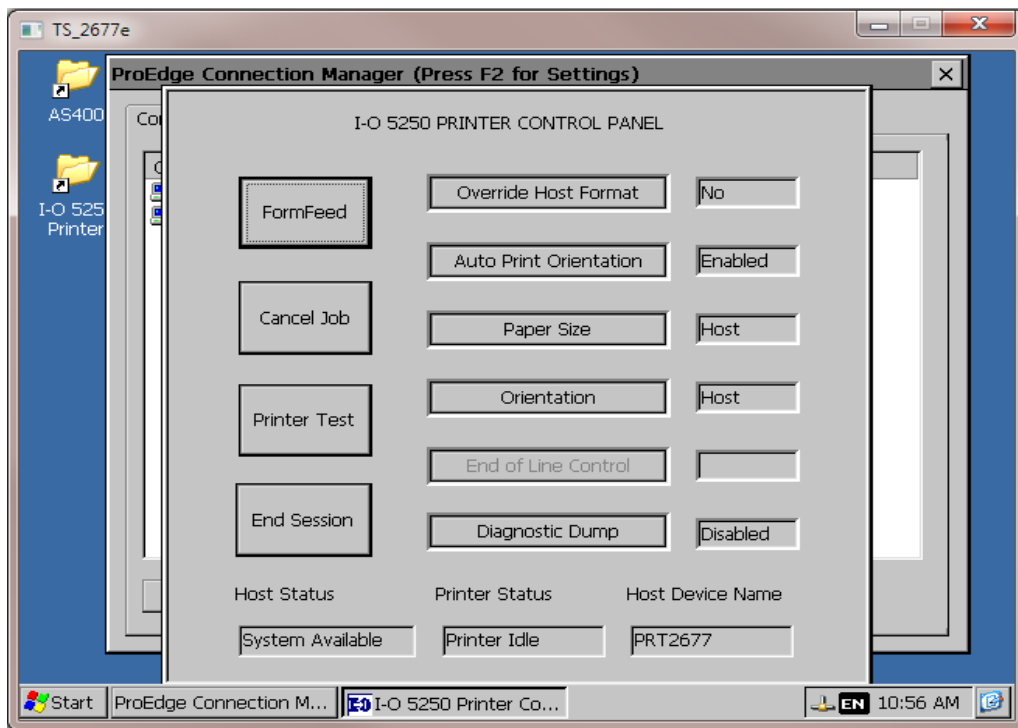 TS_2677e
AS400
I-O 525
Printer
ProEdge Connection Manager (Press F2 for Settings)
I-O 5250 PRINTER CONTROL PANEL
FormFeed
Override Host Format
No
Auto Print Orientation
Enabled
Cancel Job
Paper Size
Host
Orientation
Host
Printer Test
End of Line Control
End Session
Diagnostic Dump
Disabled
Host Status
Printer Status
Host Device Name
System Available
Printer Idle
PRT2677
Start
ProEdge Connection M...
I-O
I-O 5250 Printer Co...
EN
10:56 AM